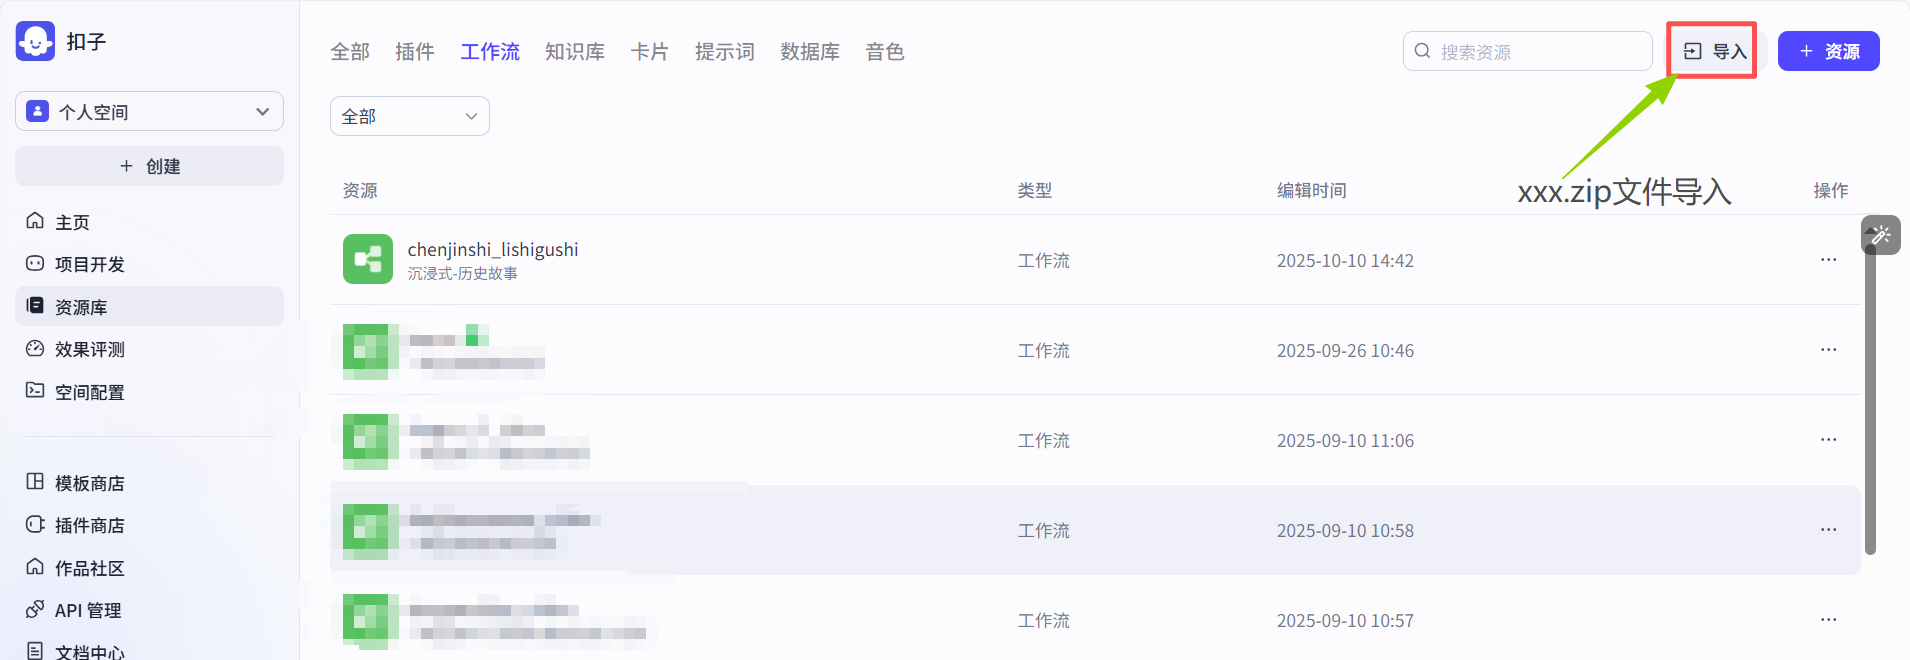 扣子
个人空间
创建
主页
项目开发
资源库
效果评测
空间配置
模板商店
插件商店
作品社区
API 管理
文档中心
全部 插件 工作流 知识库 卡片 提示词 数据库 音色
搜索资源
导入
+ 资源
全部
xxx.zip文件导入
资源 类型 编辑时间 操作
chenjinshi_lishigushi
沉浸式-历史故事
工作流 2025-10-10 14:42 ...
工作流 2025-09-26 10:46 ...
工作流 2025-09-10 11:06 ...
工作流 2025-09-10 10:58 ...
工作流 2025-09-10 10:57 ...